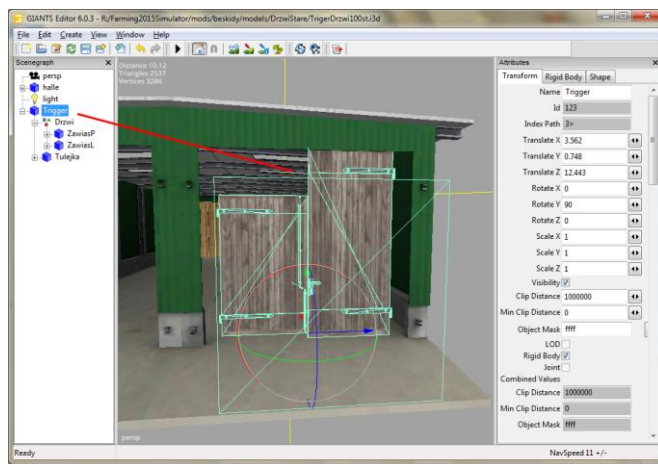 GIANTS Editor 6.0.3 - R:/Farming2015Simulator/mods/beskidy/models/DrzwiStare/TrigerDrzwi100st.i3d
File Edit Create View Window Help
Scenegraph
persp
halle
light
Trigger
Drzwi
ZawiasP
ZawiasL
Tulejka
Distance 10.12
Triangles 2537
Vertices 3286
persp
Attributes
Transform Rigid Body Shape
Name Trigger
Id 123
Index Path 3>
Translate X 3.562
Translate Y 0.748
Translate Z 12.443
Rotate X 0
Rotate Y 90
Rotate Z 0
Scale X 1
Scale Y 1
Scale Z 1
Visibility
Clip Distance 1000000
Min Clip Distance 0
Object Mask ffff
LOD
Rigid Body
Joint
Combined Values
Clip Distance 1000000
Min Clip Distance 0
Object Mask ffff
Ready
NavSpeed 11 +/-